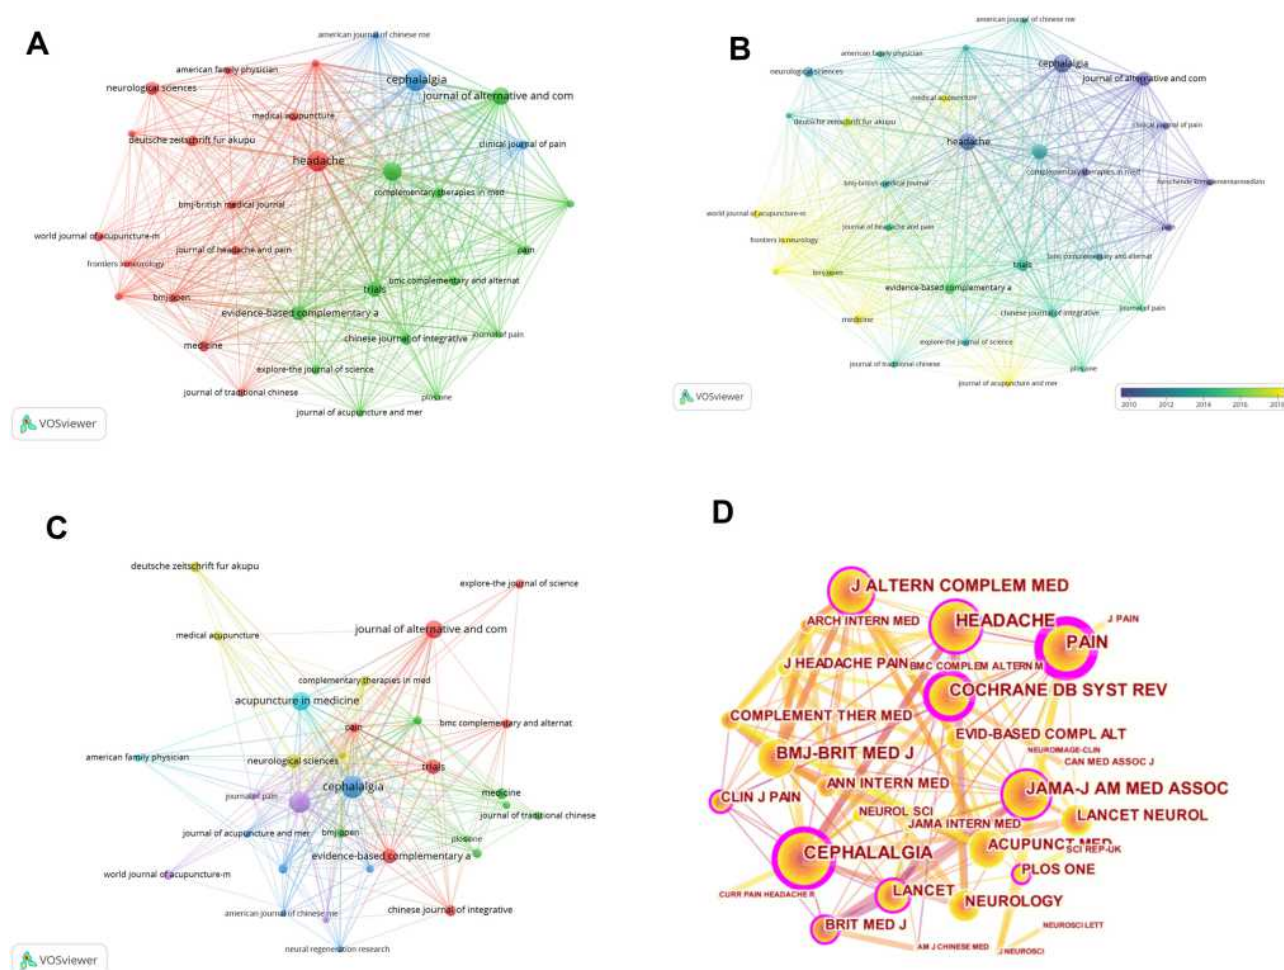 A
american journal of chinese me
cephalalgia
american family physician
neurological sciences
journal of alternative and com
medical acupuncture
deutsche zeitschrift fur akupu
clinical journal of pain
headache
complementary therapies in med
bmj-british medical journal
world journal of acupuncture-m
journal of headache and pain
pain
frontiers in neurology
bmc complementary and alternat
trials
bmj open
evidence-based complementary a
chinese journal of integrative
journal of pain
medicine
explore-the journal of science
journal of traditional chinese
plos one
journal of acupuncture and mer
VOSviewer
B
american journal of chinese me
american family physician
cephalalgia
neurological sciences
journal of alternative and com
medical acupuncture
deutsche zeitschrift fur akupu
clinical journal of pain
headache
complementary therapies in med
bmj-british medical journal
forschende komplementarmedizin
world journal of acupuncture-m
journal of headache and pain
pain
frontiers in neurology
bmc complementary and alternat
trials
bmj open
evidence-based complementary a
journal of pain
chinese journal of integrative
medicine
explore-the journal of science
journal of traditional chinese
plos one
journal of acupuncture and mer
VOSviewer
2010 2012 2014 2016 2018
C
deutsche zeitschrift fur akupu
explore-the journal of science
medical acupuncture
journal of alternative and com
complementary therapies in med
acupuncture in medicine
pain
bmc complementary and alternat
american family physician
neurological sciences
trials
cephalalgia
journal of pain
medicine
journal of traditional chinese
journal of acupuncture and mer
bmj open
plos one
evidence-based complementary a
world journal of acupuncture-m
american journal of chinese me
chinese journal of integrative
neural regeneration research
VOSviewer
D
J ALTERN COMPLEM MED
ARCH INTERN MED
HEADACHE
J PAIN
PAIN
J HEADACHE PAIN
BMC COMPLEM ALTERN M
COCHRANE DB SYST REV
COMPLEMENT THER MED
EVID-BASED COMPL ALT
NEUROIMAGE-CLIN
BMJ-BRIT MED J
CAN MED ASSOC J
ANN INTERN MED
JAMA-J AM MED ASSOC
CLIN J PAIN
NEUROL SCI
LANCET NEUROL
JAMA INTERN MED
ACUPUNCT MED
SCI REP-UK
CEPHALALGIA
PLOS ONE
CURR PAIN HEADACHE R
LANCET
NEUROLOGY
BRIT MED J
NEUROSCI LETT
AM J CHINESE MED
J NEUROSCI